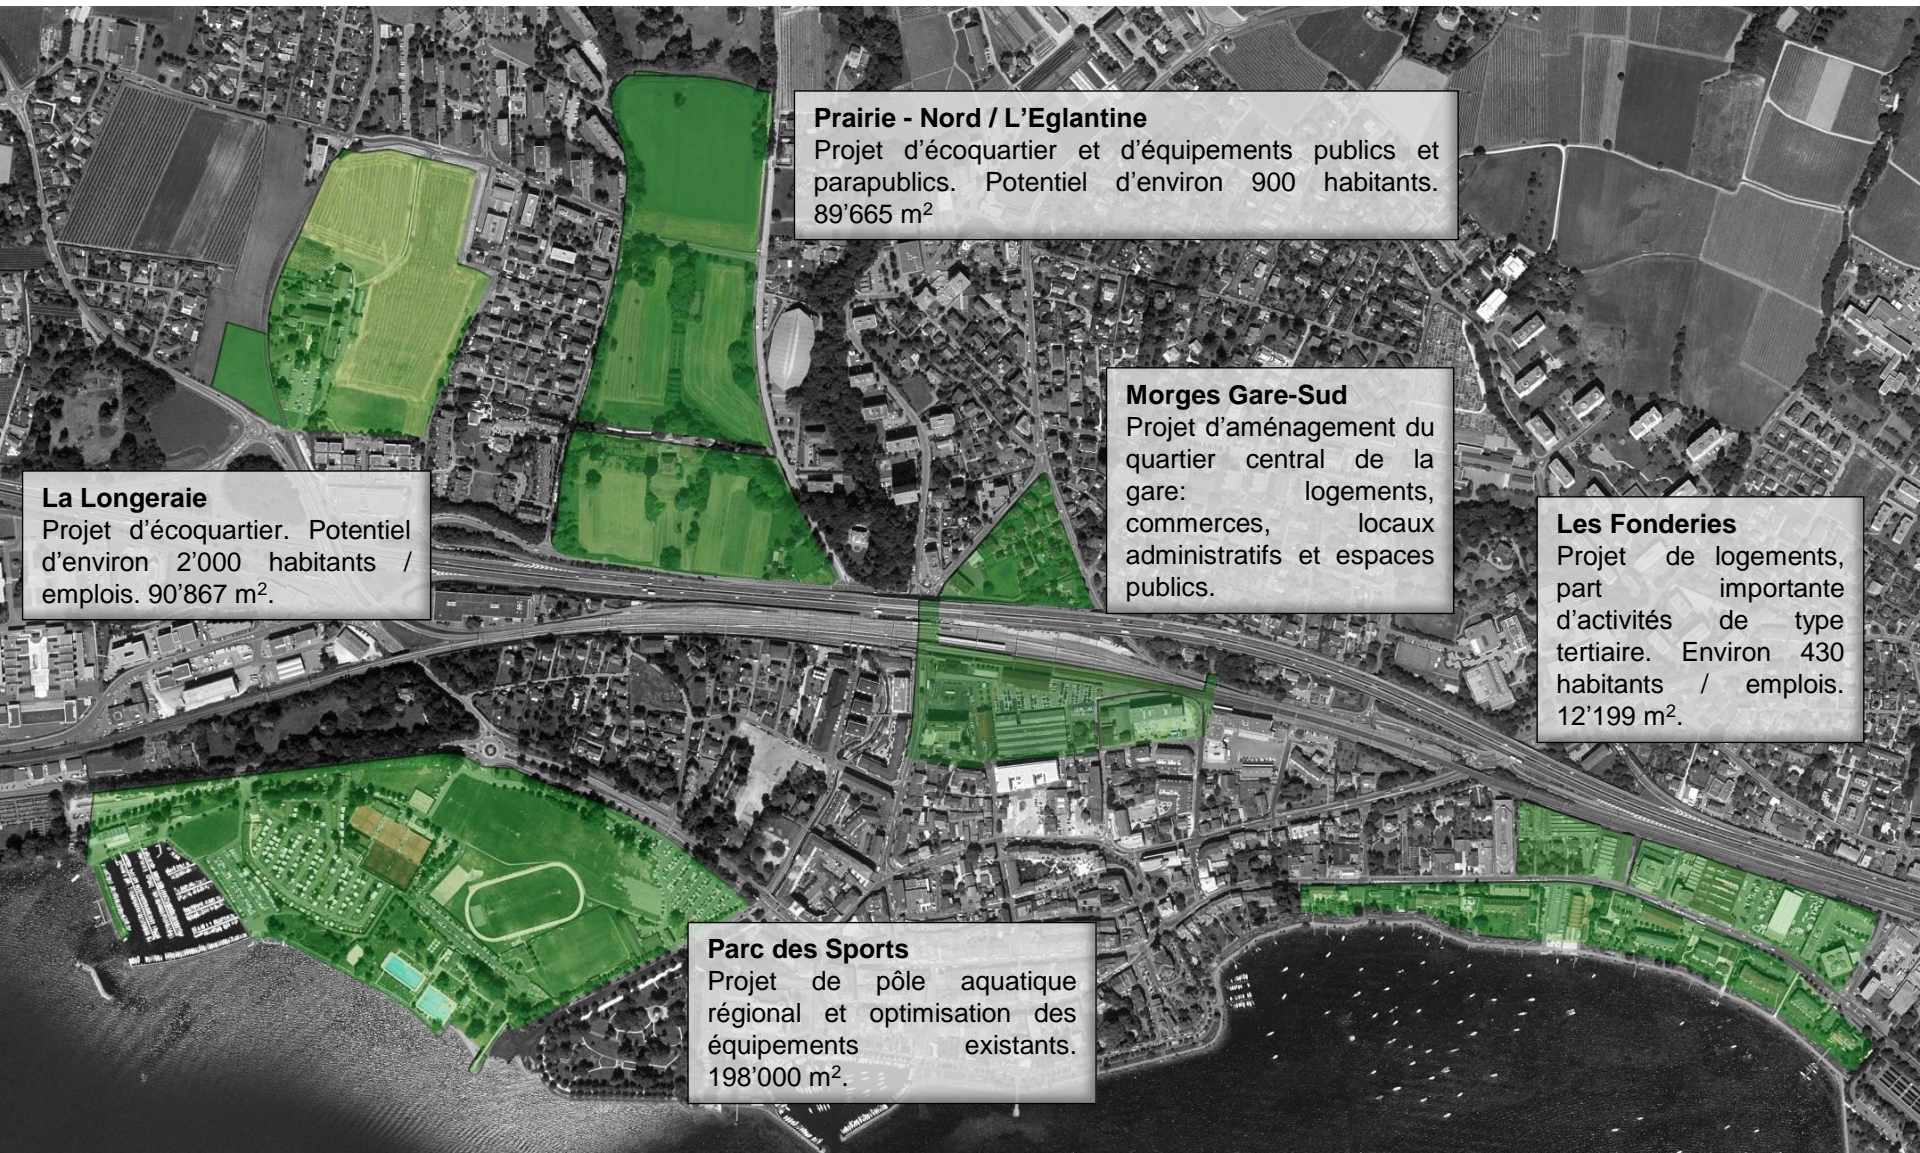 Prairie - Nord / L’Eglantine
Projet d’écoquartier et d’équipements publics et
parapublics. Potentiel d’environ 900 habitants.
89’665 m²
Morges Gare-Sud
Projet d’aménagement du
quartier central de la
gare: logements,
commerces, locaux
administratifs et espaces
publics.
La Longeraie
Projet d’écoquartier. Potentiel
d’environ 2’000 habitants /
emplois. 90’867 m².
Les Fonderies
Projet de logements,
part importante
d’activités de type
tertiaire. Environ 430
habitants / emplois.
12’199 m².
Parc des Sports
Projet de pôle aquatique
régional et optimisation des
équipements existants.
198’000 m².